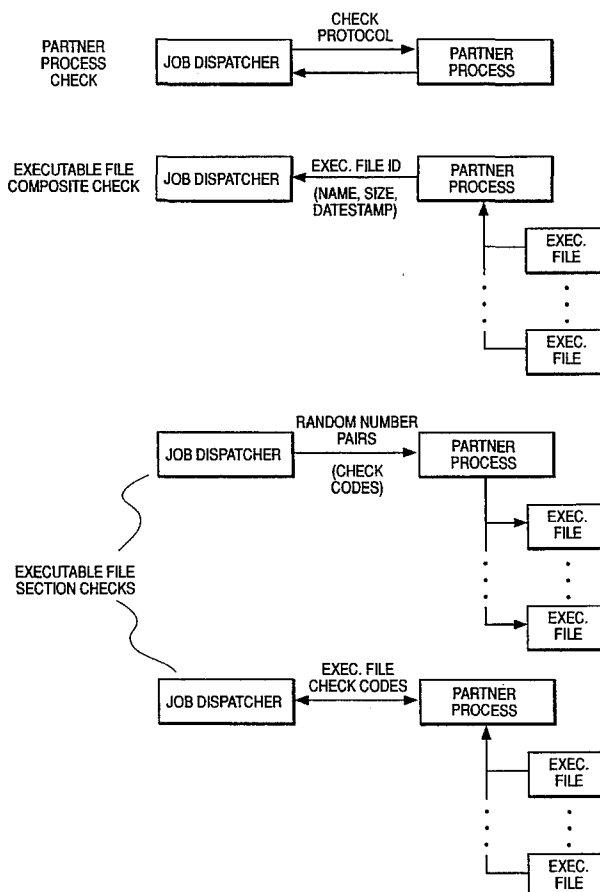 PARTNER
PROCESS
CHECK
JOB DISPATCHER
CHECK
PROTOCOL
PARTNER
PROCESS
EXECUTABLE FILE
COMPOSITE CHECK
JOB DISPATCHER
EXEC. FILE ID
(NAME, SIZE,
DATESTAMP)
PARTNER
PROCESS
EXEC.
FILE
EXEC.
FILE
JOB DISPATCHER
RANDOM NUMBER
PAIRS
(CHECK
CODES)
PARTNER
PROCESS
EXEC.
FILE
EXEC.
FILE
EXECUTABLE FILE
SECTION CHECKS
JOB DISPATCHER
EXEC. FILE
CHECK CODES
PARTNER
PROCESS
EXEC.
FILE
EXEC.
FILE